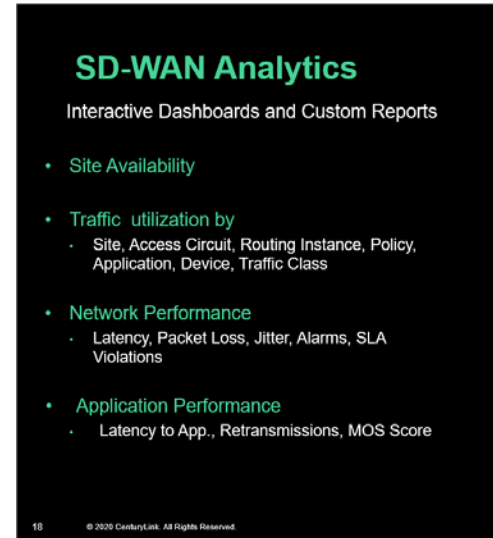 SD-WAN Analytics
Interactive Dashboards and Custom Reports
• Site Availability
• Traffic utilization by
• Site, Access Circuit, Routing Instance, Policy,
Application, Device, Traffic Class
• Network Performance
• Latency, Packet Loss, Jitter, Alarms, SLA
Violations
• Application Performance
• Latency to App., Retransmissions, MOS Score
18 © 2020 CenturyLink. All Rights Reserved.